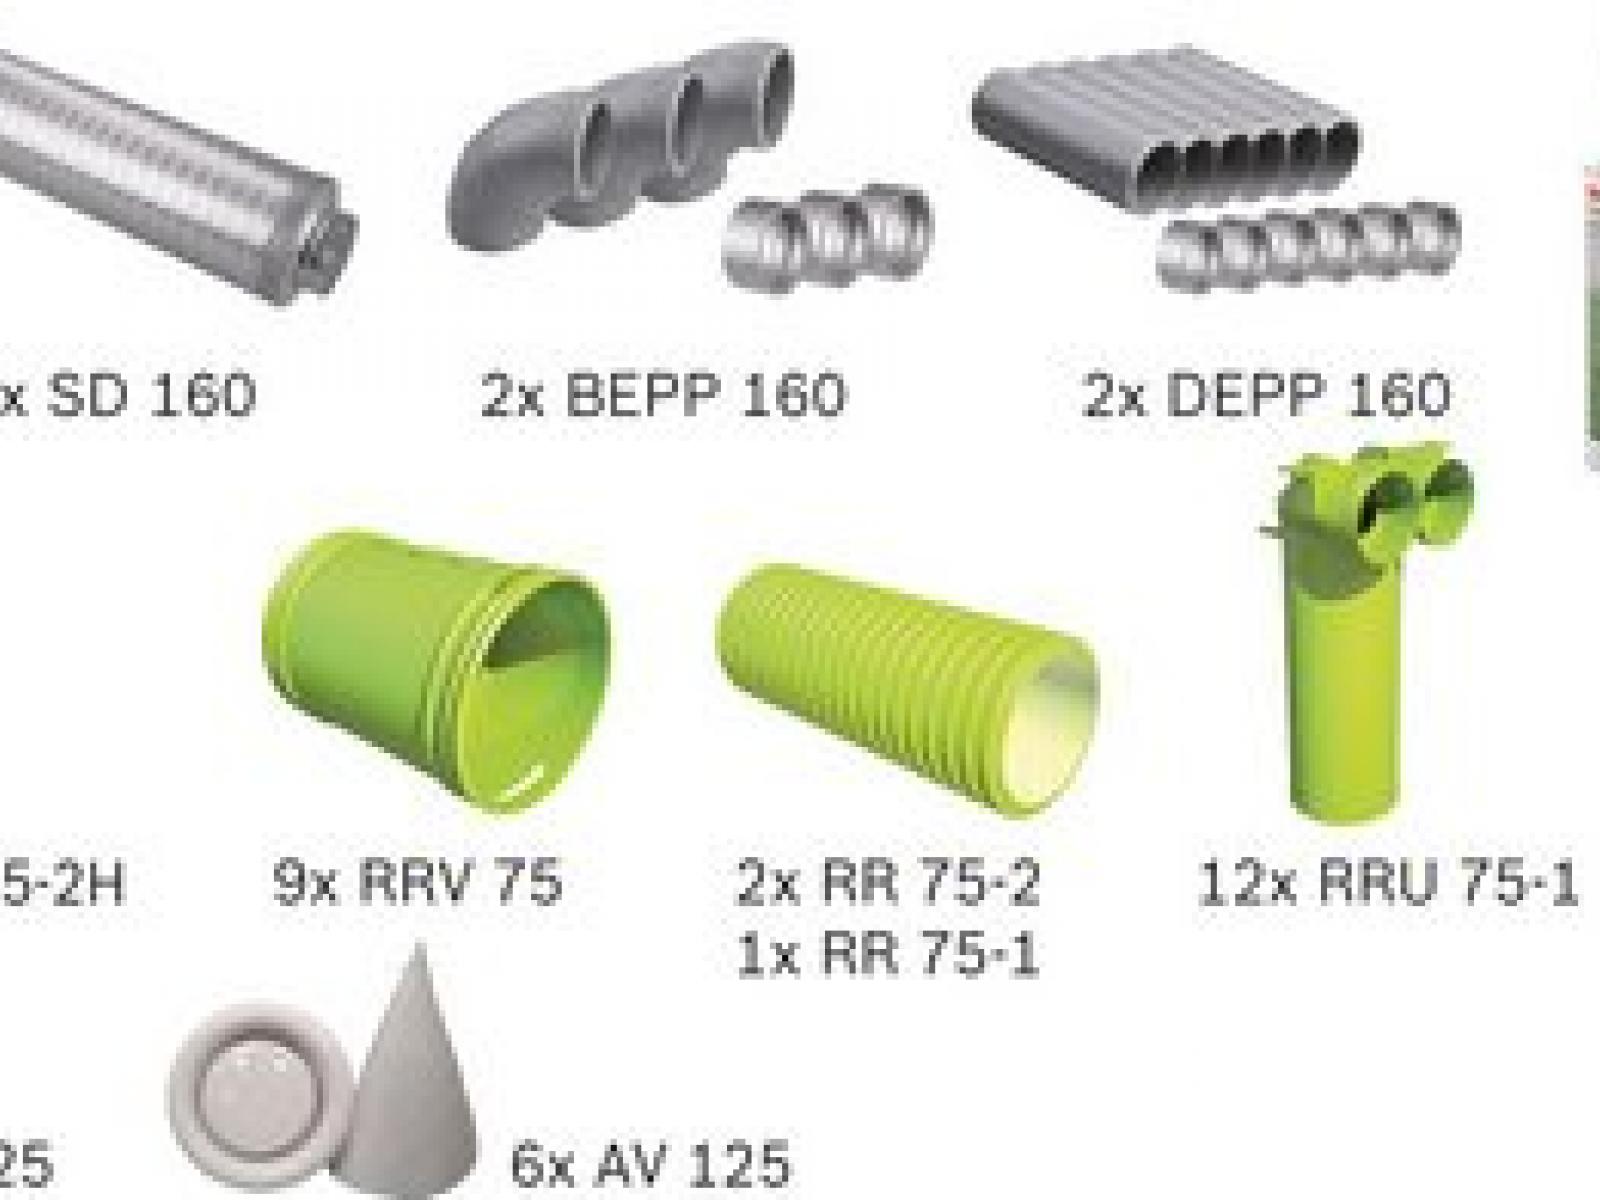 x SD 160
2x BEPP 160
2x DEPP 160
5-2H
9x RRV 75
2x RR 75-2
1x RR 75-1
12x RRU 75-1
25
6x AV 125